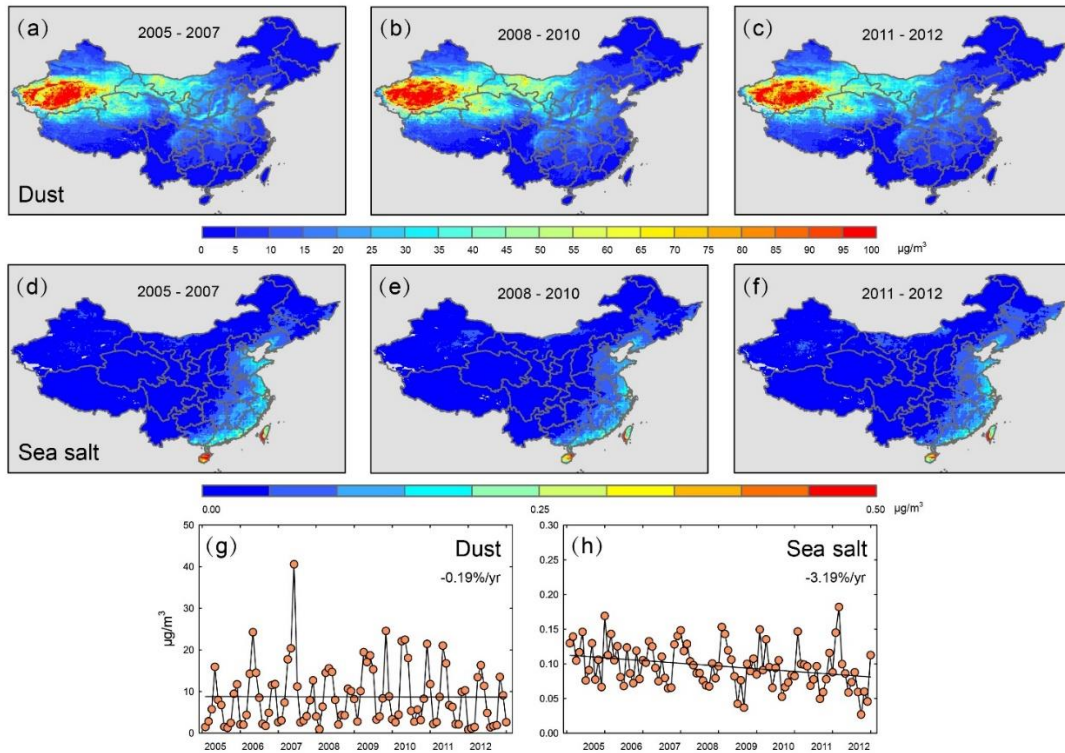 (a) 2005 - 2007
(b) 2008 - 2010
(c) 2011 - 2012
Dust
0 5 10 15 20 25 30 35 40 45 50 55 60 65 70 75 80 85 90 95 100 µg/m³
(d) 2005 - 2007
(e) 2008 - 2010
(f) 2011 - 2012
Sea salt
0.00 0.25 0.50 µg/m³
(g) Dust
-0.19%/yr
µg/m³
50
40
30
20
10
0
2005 2006 2007 2008 2009 2010 2011 2012
(h) Sea salt
-3.19%/yr
0.30
0.25
0.20
0.15
0.10
0.05
0.00
2005 2006 2007 2008 2009 2010 2011 2012